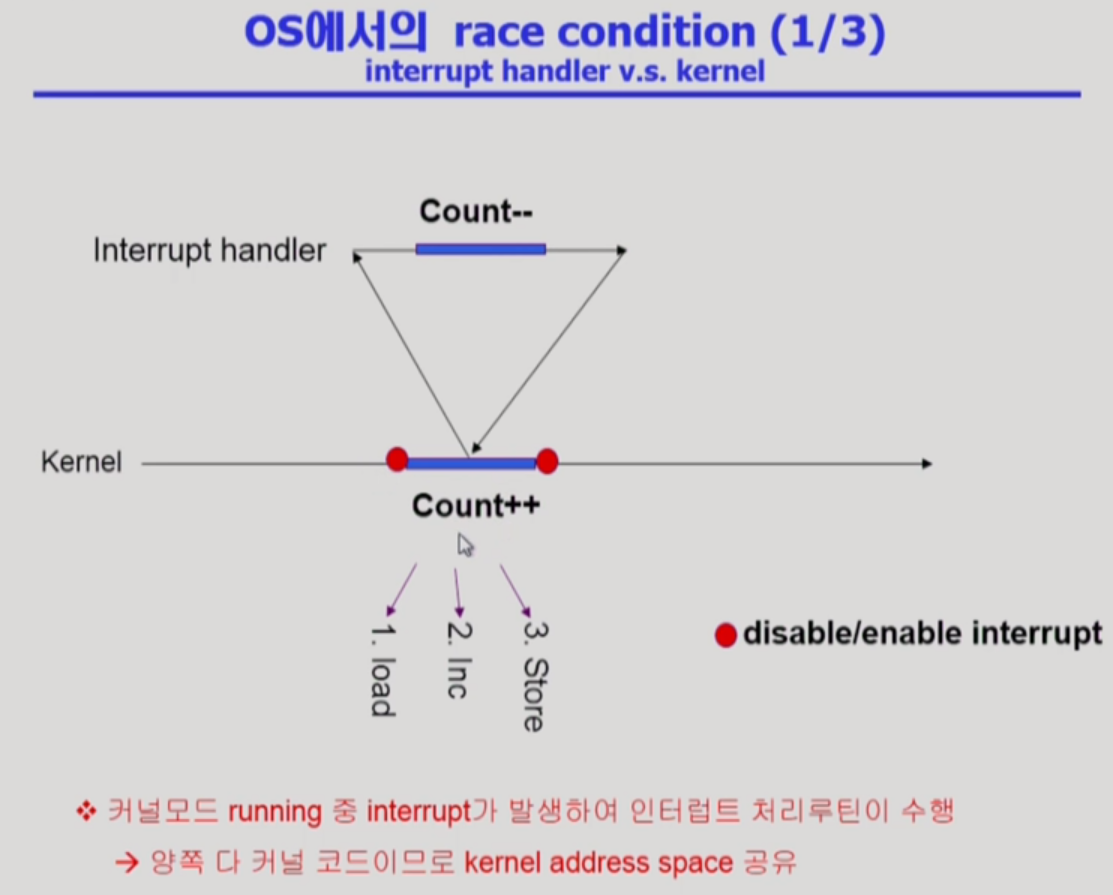 OS에서의 race condition (1/3)
interrupt handler v.s. kernel
Count--
Interrupt handler
Kernel
Count++
1. load
2. Inc
3. Store
disable/enable interrupt
❖ 커널모드 running 중 interrupt가 발생하여 인터럽트 처리루틴이 수행
→ 양쪽 다 커널 코드이므로 kernel address space 공유